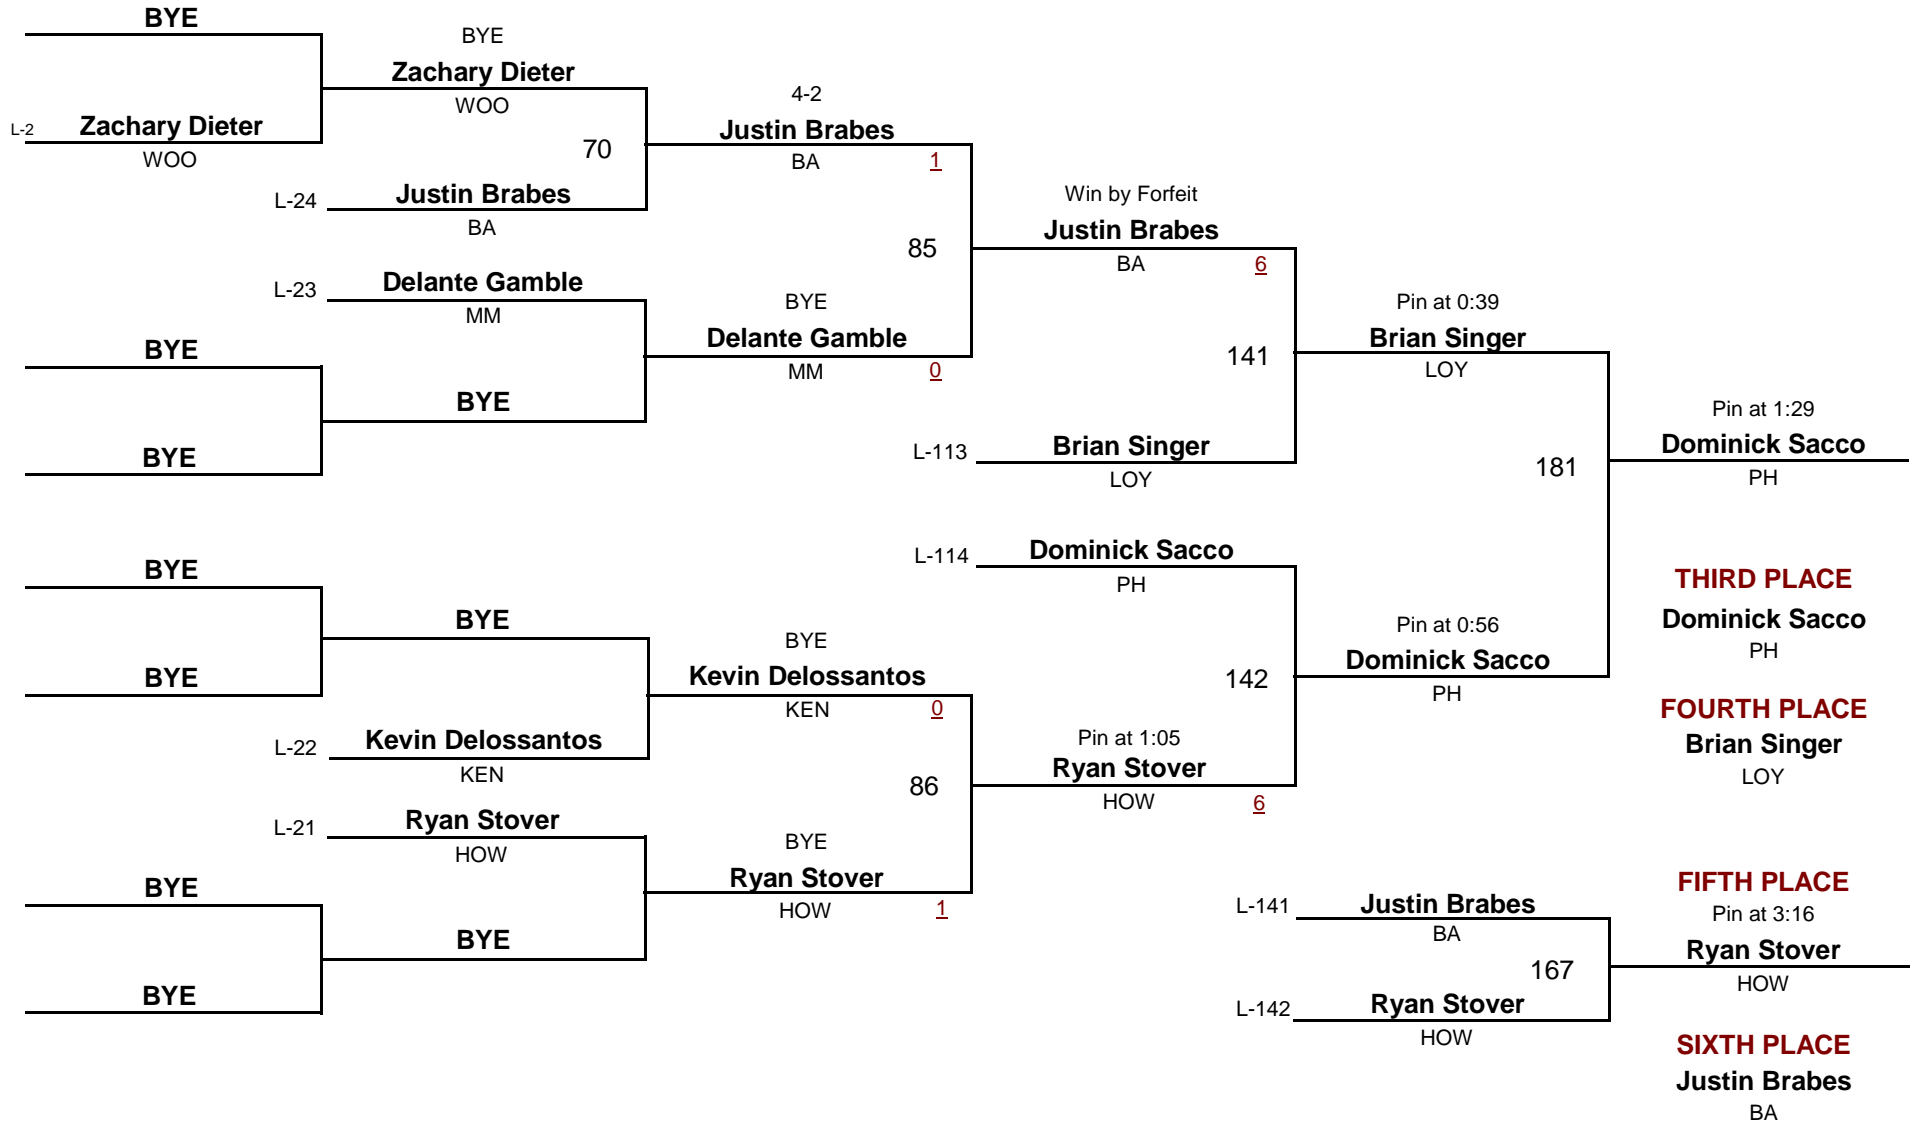 BYE
BYE
Zachary Dieter
WOO
L-2 Zachary Dieter
WOO
4-2
Justin Brabes
BA 1
70
L-24 Justin Brabes
BA
Win by Forfeit
Justin Brabes
BA 6
85
L-23 Delante Gamble
MM
BYE
Delante Gamble
MM 0
BYE
BYE
BYE
Pin at 0:39
Brian Singer
LOY
141
L-113 Brian Singer
LOY
Pin at 1:29
Dominick Sacco
PH
181
L-114 Dominick Sacco
PH
BYE
BYE
BYE
BYE
Kevin Delossantos
KEN 0
L-22 Kevin Delossantos
KEN
Pin at 0:56
Dominick Sacco
PH
142
Pin at 1:05
Ryan Stover
HOW 6
86
L-21 Ryan Stover
HOW
BYE
Ryan Stover
HOW 1
BYE
BYE
BYE
THIRD PLACE
Dominick Sacco
PH
FOURTH PLACE
Brian Singer
LOY
L-141 Justin Brabes
BA
167
L-142 Ryan Stover
HOW
FIFTH PLACE
Pin at 3:16
Ryan Stover
HOW
SIXTH PLACE
Justin Brabes
BA